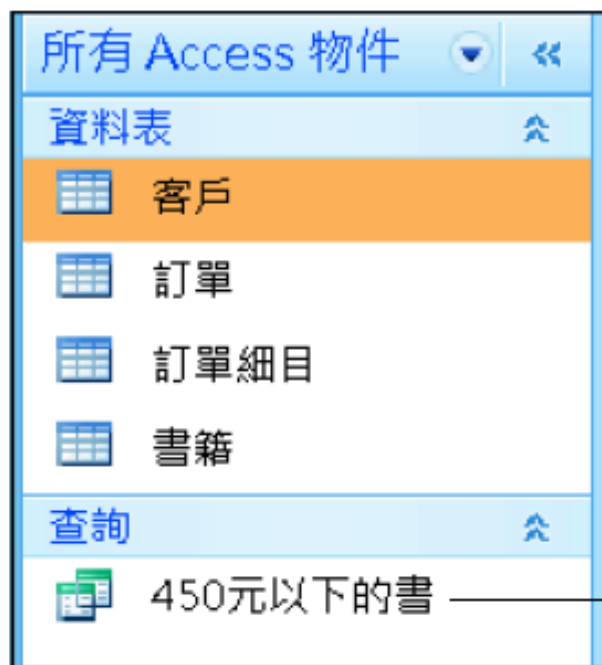 所有 Access 物件
資料表
客戶
訂單
訂單細目
書籍
查詢
450元以下的書